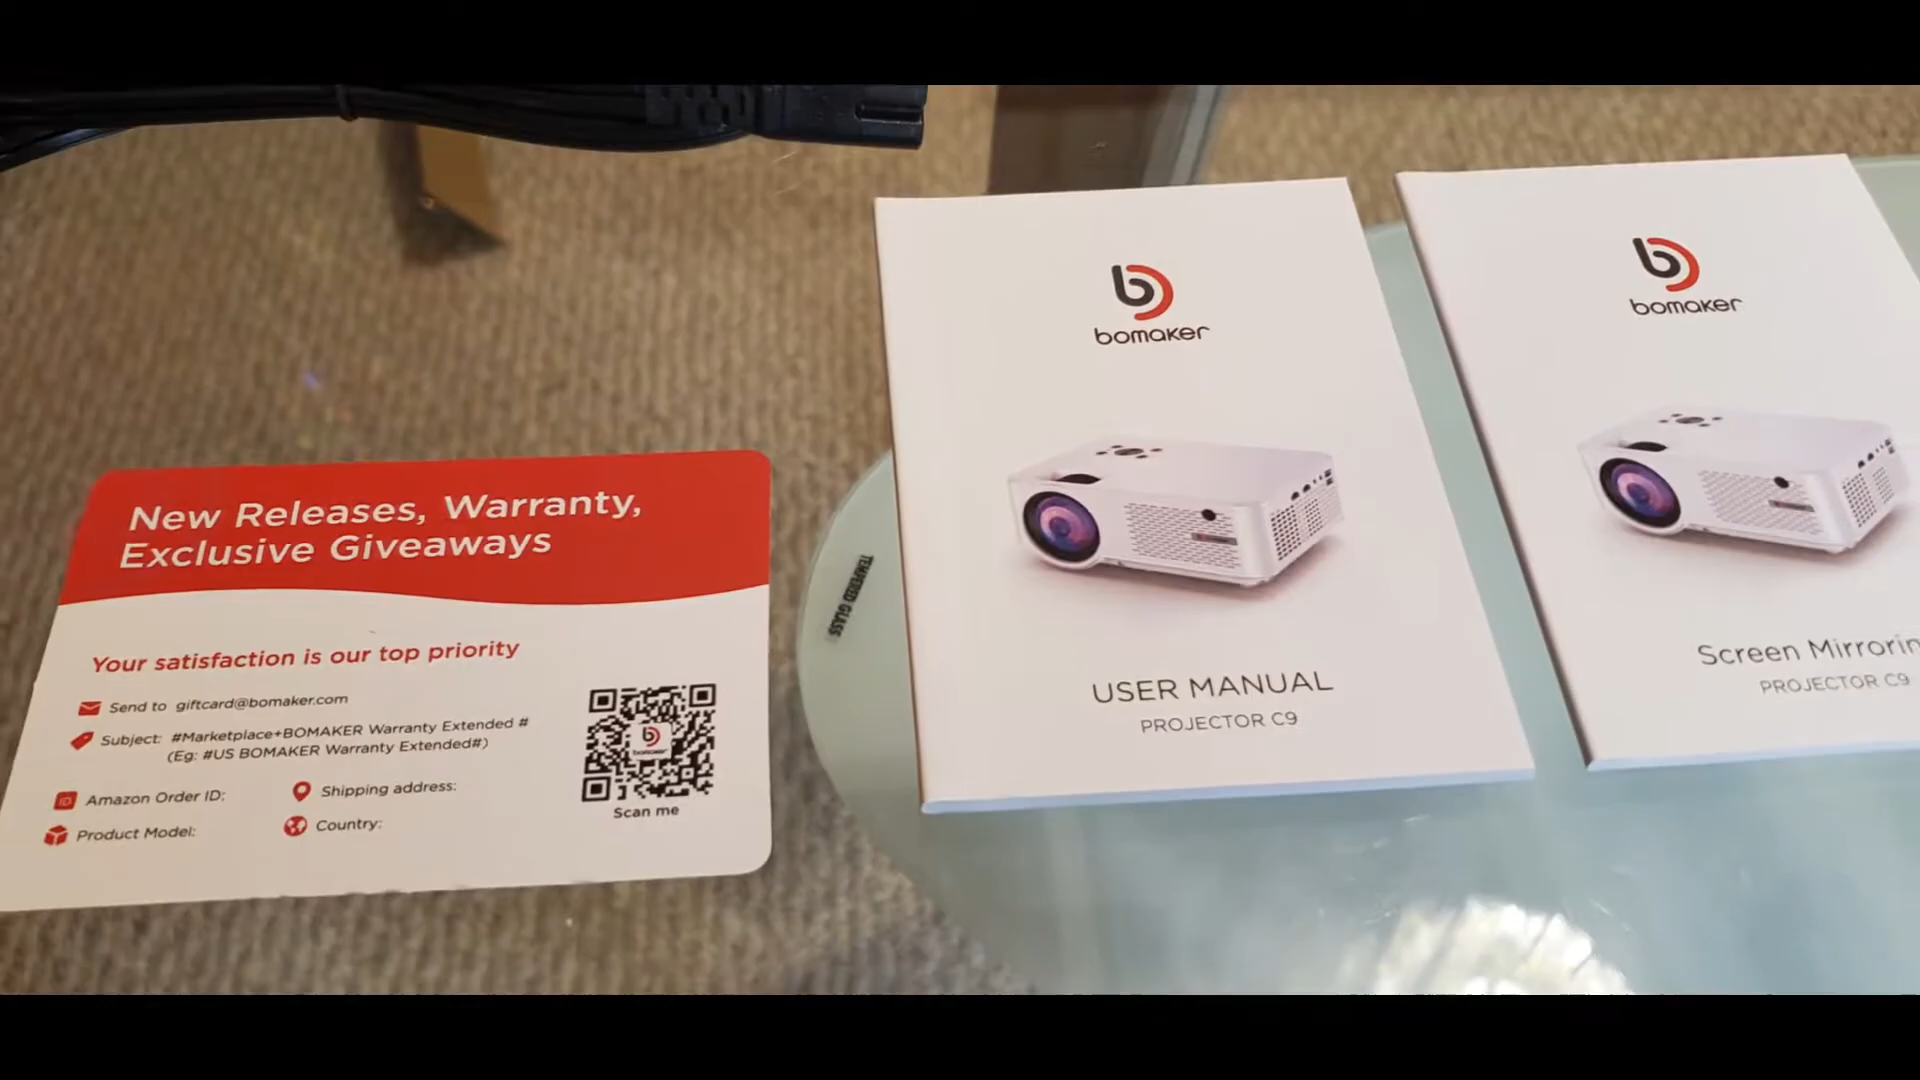 New Releases, Warranty,
Exclusive Giveaways
Your satisfaction is our top priority
Send to giftcard@bomaker.com
Subject: #Marketplace+BOMAKER Warranty Extended #
(Eg: #US BOMAKER Warranty Extended#)
Amazon Order ID:
Shipping address:
Product Model:
Country:
ID
bomaker
Scan me
TEMPERED GLASS
bomaker
USER MANUAL
PROJECTOR C9
bomaker
Screen Mirrorin
PROJECTOR C9